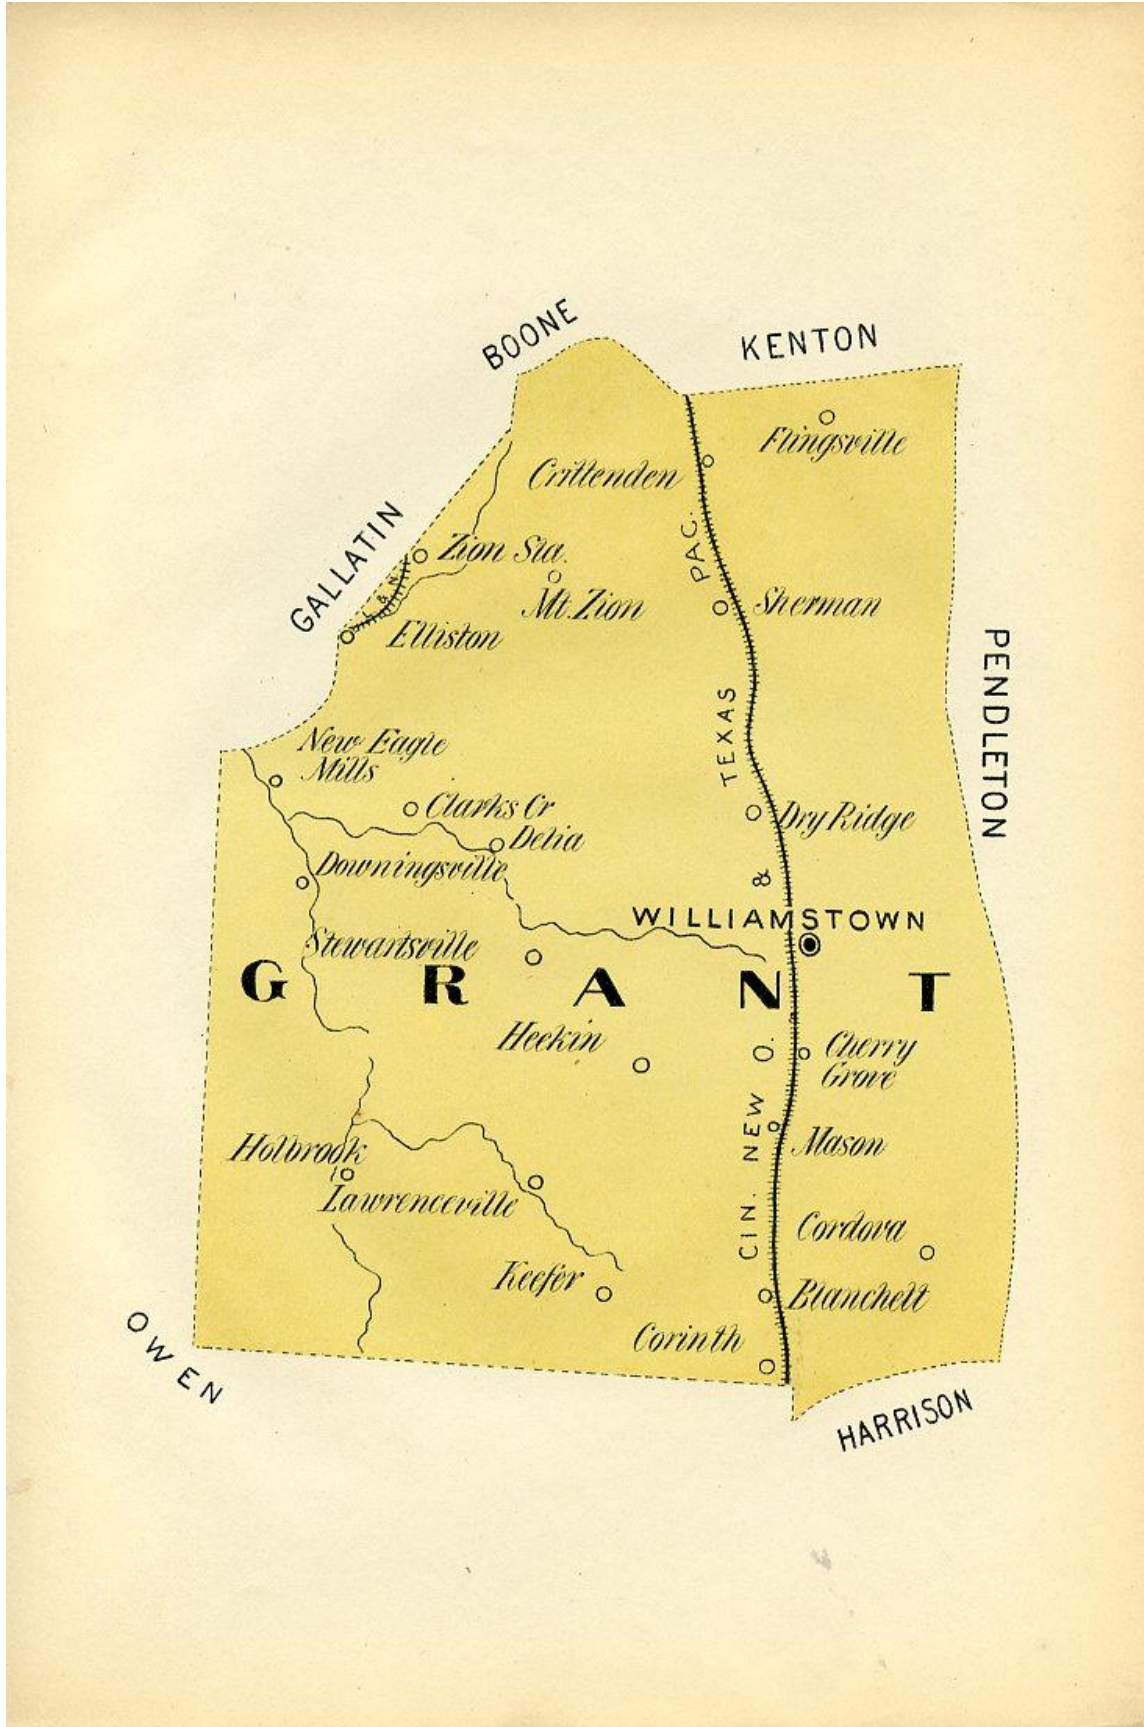 BOONE
KENTON
Flingsville
Crittenden
GALLATIN
Zion Sta.
L & N
Mt. Zion
PAC.
Sherman
Elliston
PENDLETON
TEXAS
New Eagle
Mills
Clarks Cr
Delia
Dry Ridge
Downingsville
&
WILLIAMSTOWN
Stewartsville
GRANT
Heekin
CIN. NEW O.
Cherry
Grove
Mason
Holbrook
Lawrenceville
Cordova
Keefer
Blanchett
Corinth
OWEN
HARRISON